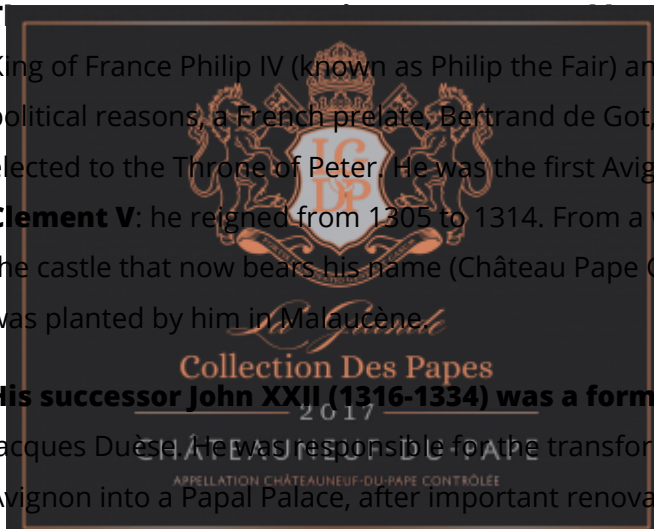 King of France Philip IV (known as Philip the Fair) an
political reasons, a French prelate, Bertrand de Got,
elected to the Throne of Peter. He was the first Avig
Clement V: he reigned from 1305 to 1314. From a
the castle that now bears his name (Château Pape C
was planted by him in Malaucène.
LG
DP
La Grande
Collection Des Papes
His successor John XXII (1316-1334) was a form
2017
Jacques Duèse. He was responsible for the transfor
CHÂTEAUNEUF-DU-PAPE
APPELLATION CHÂTEAUNEUF-DU-PAPE CONTRÔLÉE
Avignon into a Papal Palace, after important renova